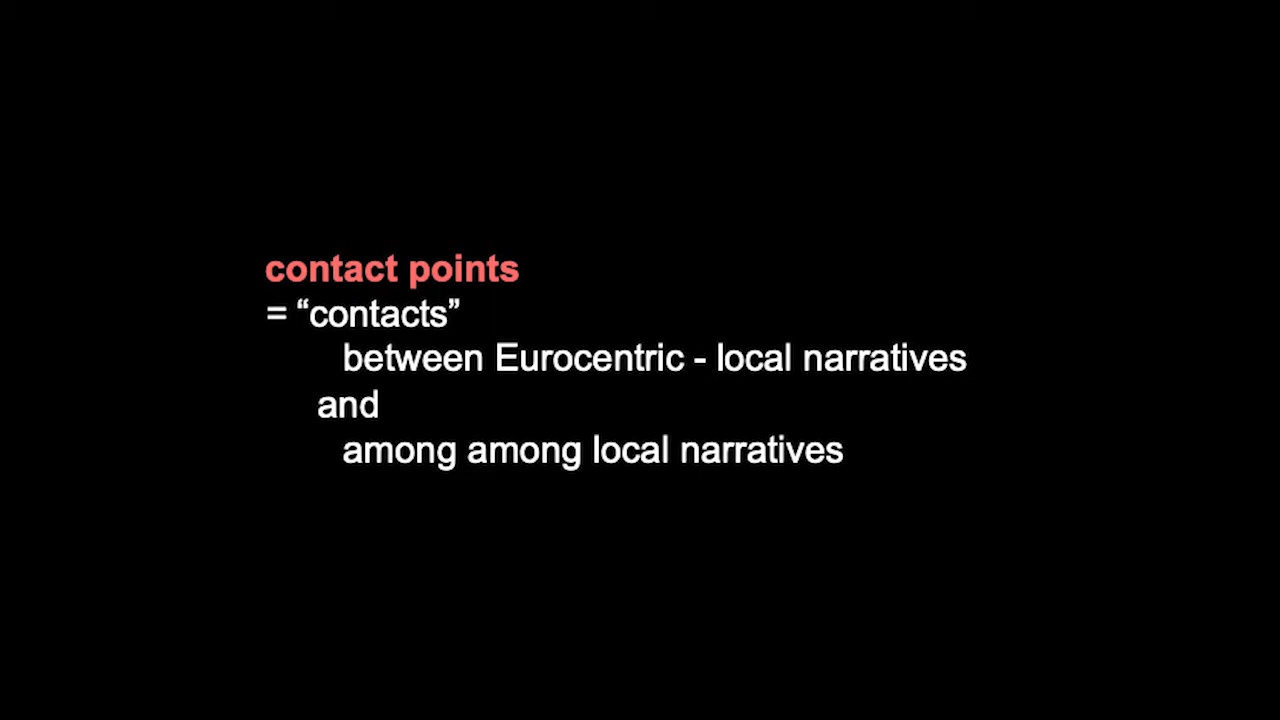 contact points
= “contacts”
between Eurocentric - local narratives
and
among among local narratives